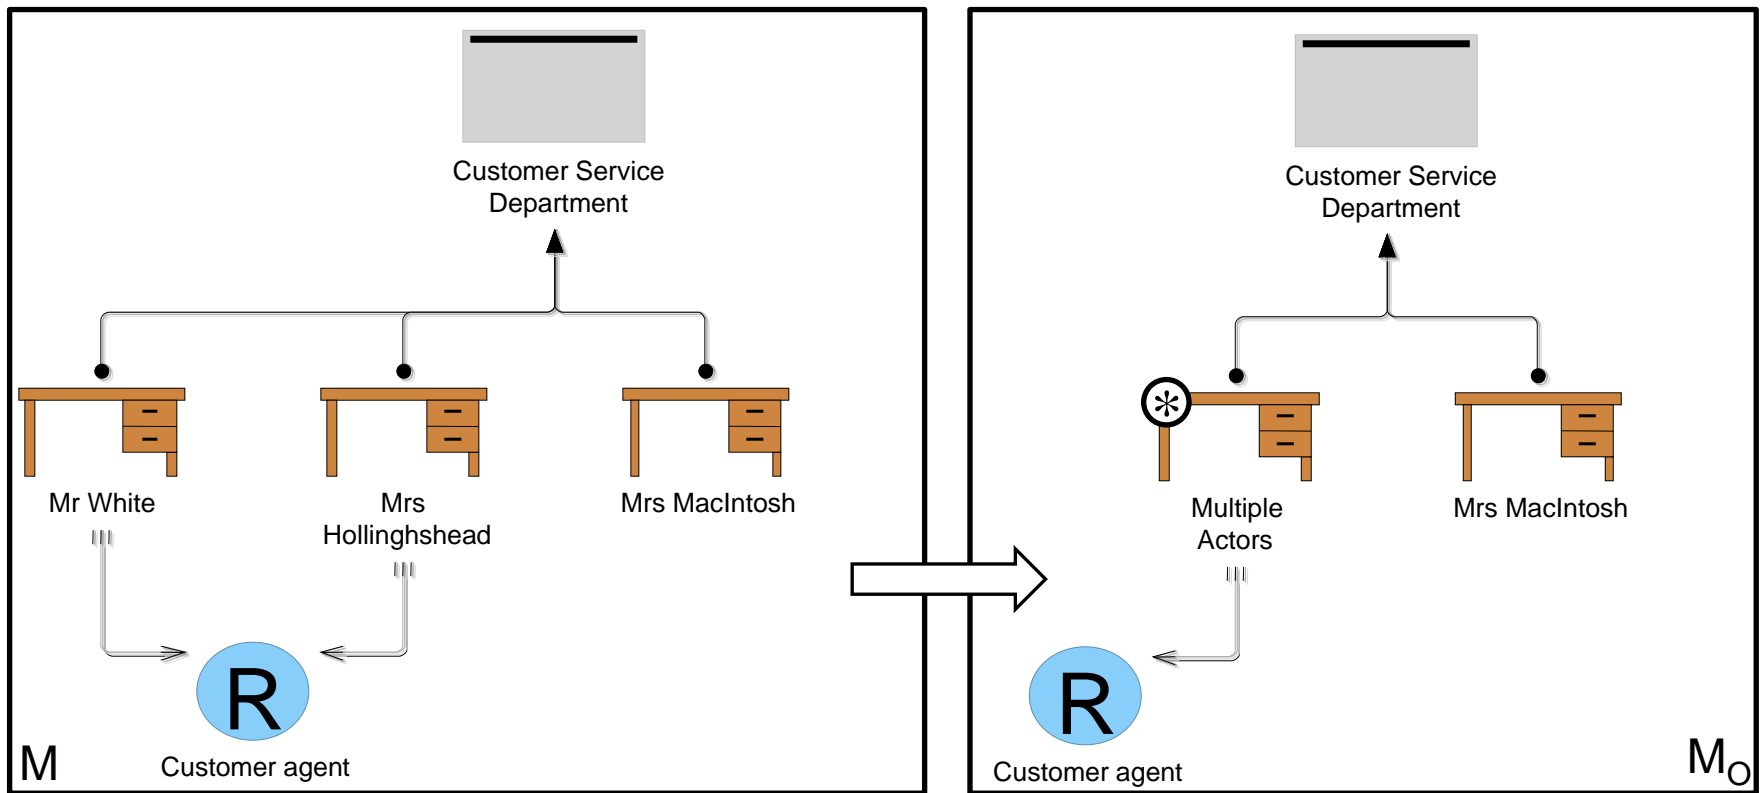 Customer Service
Department
Mr White
Mrs
Hollinghshead
Mrs MacIntosh
R
Customer agent
M
Customer Service
Department
*
Multiple
Actors
Mrs MacIntosh
R
Customer agent
MO